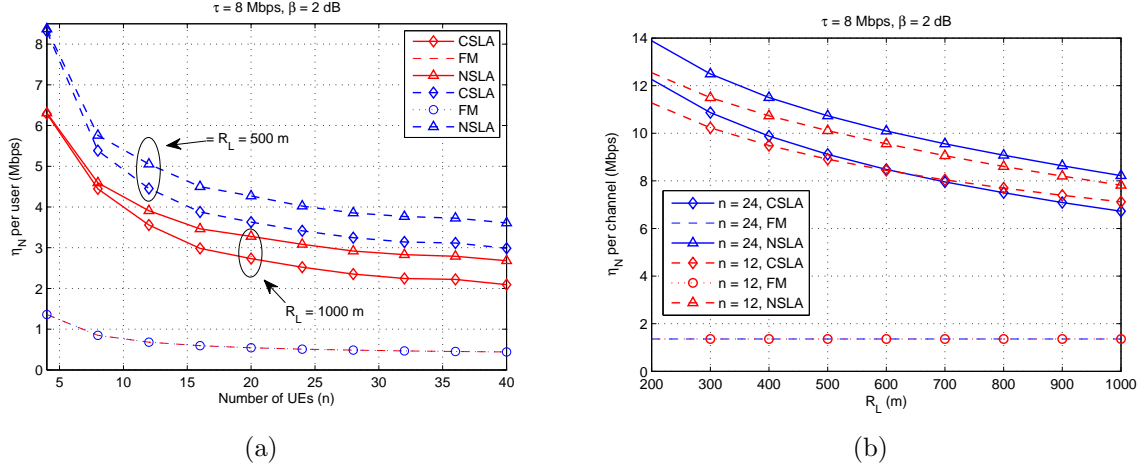 τ = 8 Mbps, β = 2 dB
η_N per user (Mbps)
8
7
6
5
4
3
2
1
0
CSLA
FM
NSLA
CSLA
FM
NSLA
= R_L = 500 m
R_L = 1000 m
5 10 15 20 25 30 35 40
Number of UEs (n)
(a)
τ = 8 Mbps, β = 2 dB
η_N per channel (Mbps)
14
12
10
8
6
4
2
0
n = 24, CSLA
n = 24, FM
n = 24, NSLA
n = 12, CSLA
n = 12, FM
n = 12, NSLA
200 300 400 500 600 700 800 900 1000
R_L (m)
(b)